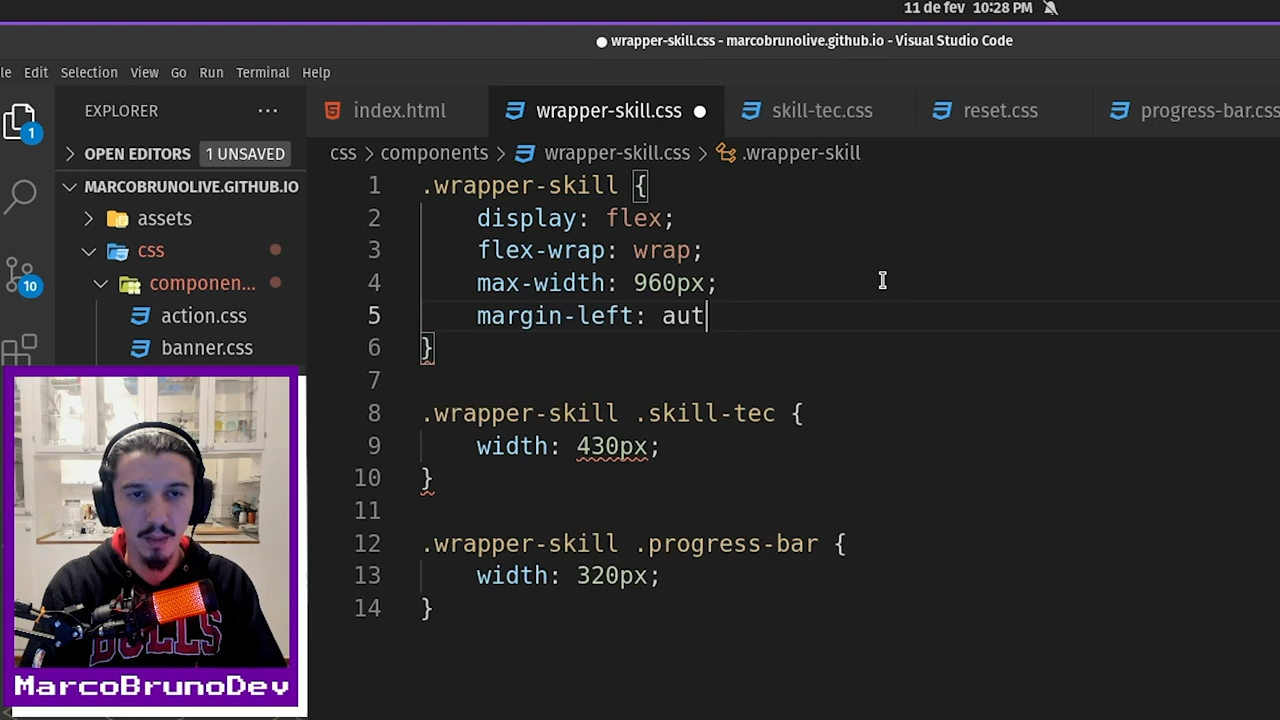 11 de fev 10:28 PM
● wrapper-skill.css - marcobrunolive.github.io - Visual Studio Code
le Edit Selection View Go Run Terminal Help
EXPLORER ...
index.html
wrapper-skill.css ●
skill-tec.css
reset.css
progress-bar.css
1
OPEN EDITORS 1 UNSAVED
css > components > wrapper-skill.css > .wrapper-skill
MARCOBRUNOLIVE.GITHUB.IO
assets
css
componen...
action.css
banner.css
10
1 .wrapper-skill {
2 display: flex;
3 flex-wrap: wrap;
4 max-width: 960px;
5 margin-left: aut
6 }
7
8 .wrapper-skill .skill-tec {
9 width: 430px;
10 }
11
12 .wrapper-skill .progress-bar {
13 width: 320px;
14 }
BULLS
MarcoBrunoDev